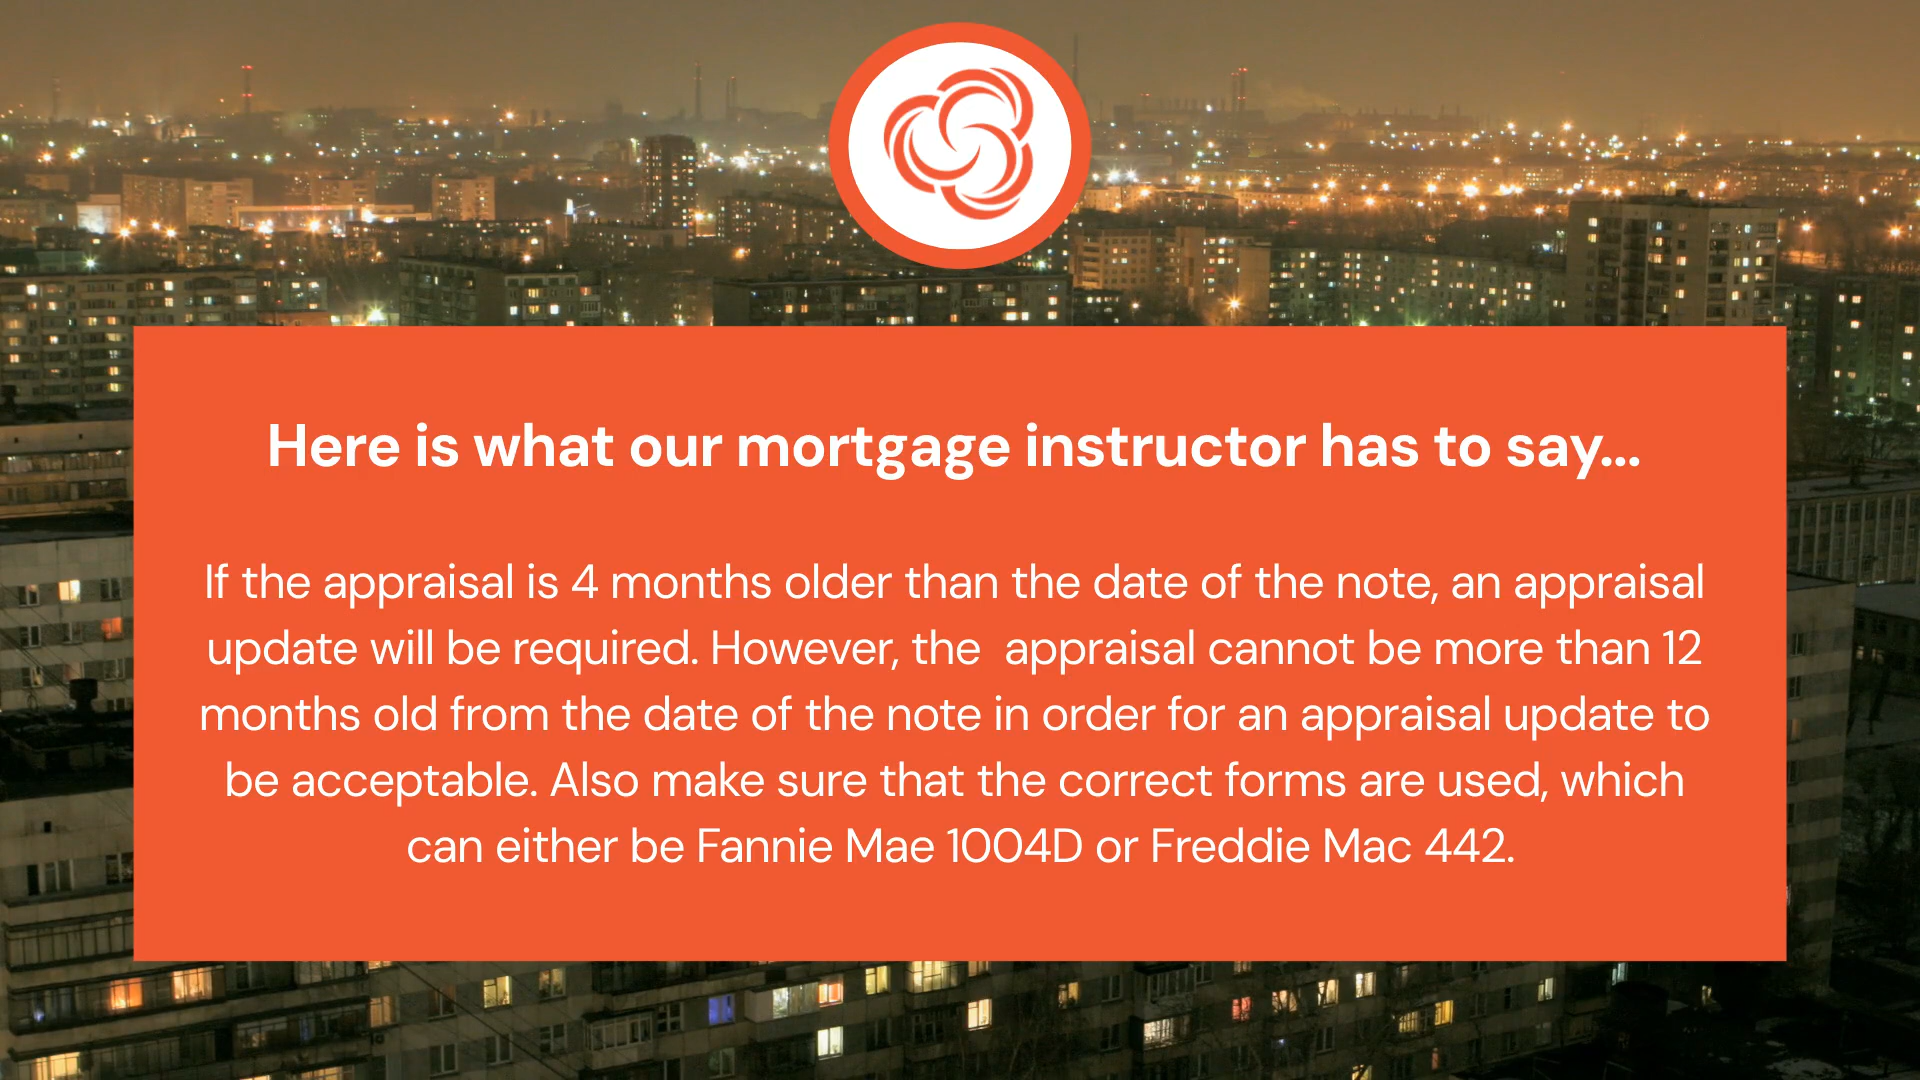 Here is what our mortgage instructor has to say...
If the appraisal is 4 months older than the date of the note, an appraisal
update will be required. However, the  appraisal cannot be more than 12
months old from the date of the note in order for an appraisal update to
be acceptable. Also make sure that the correct forms are used, which
can either be Fannie Mae 1004D or Freddie Mac 442.